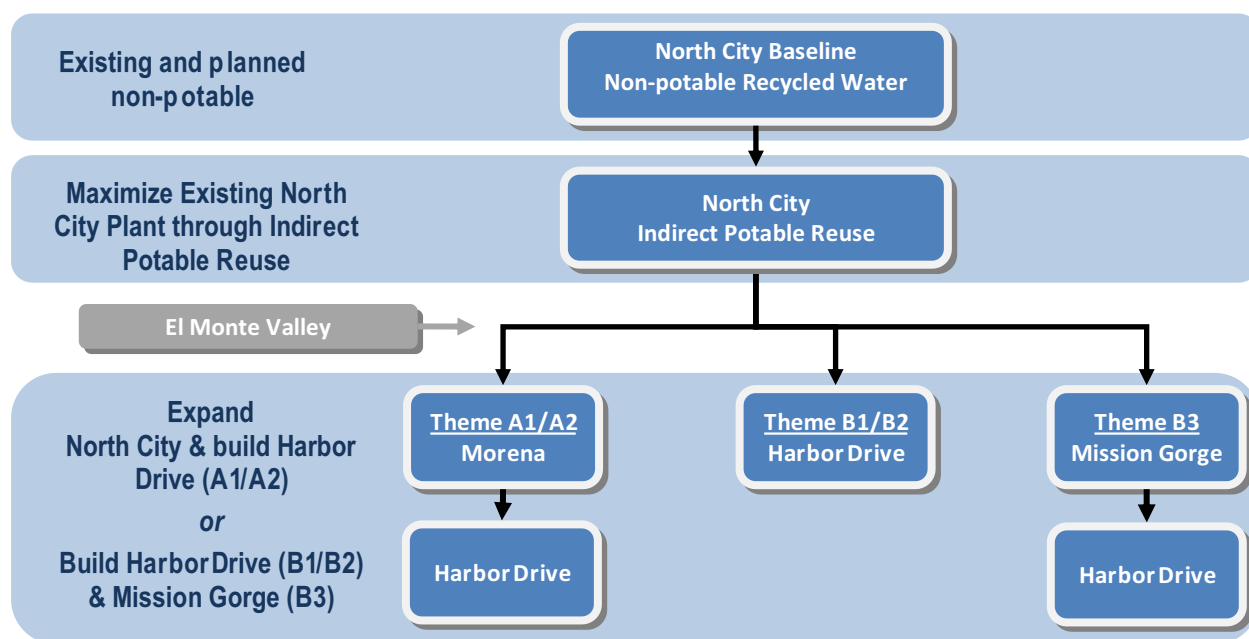 Existing and planned
non-potable
North City Baseline
Non-potable Recycled Water
Maximize Existing North
City Plant through Indirect
Potable Reuse
North City
Indirect Potable Reuse
El Monte Valley
Expand
North City & build Harbor
Drive (A1/A2)
or
Build Harbor Drive (B1/B2)
& Mission Gorge (B3)
Theme A1/A2
Morena
Harbor Drive
Theme B1/B2
Harbor Drive
Theme B3
Mission Gorge
Harbor Drive